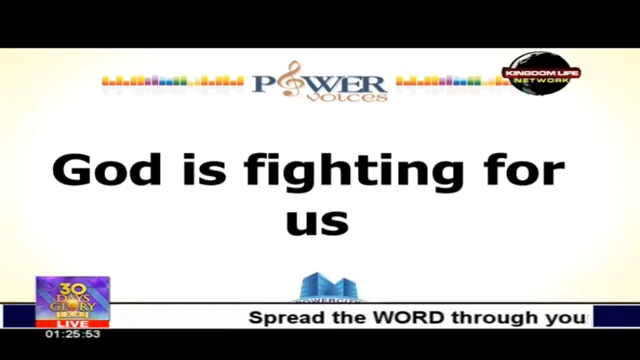 POWER
voices
KINGDOM LIFE
NETWORK
God is fighting for
us
30
DAYS
GLORY
LIVE
01:25:53
POWERCITY
Spread the WORD through you